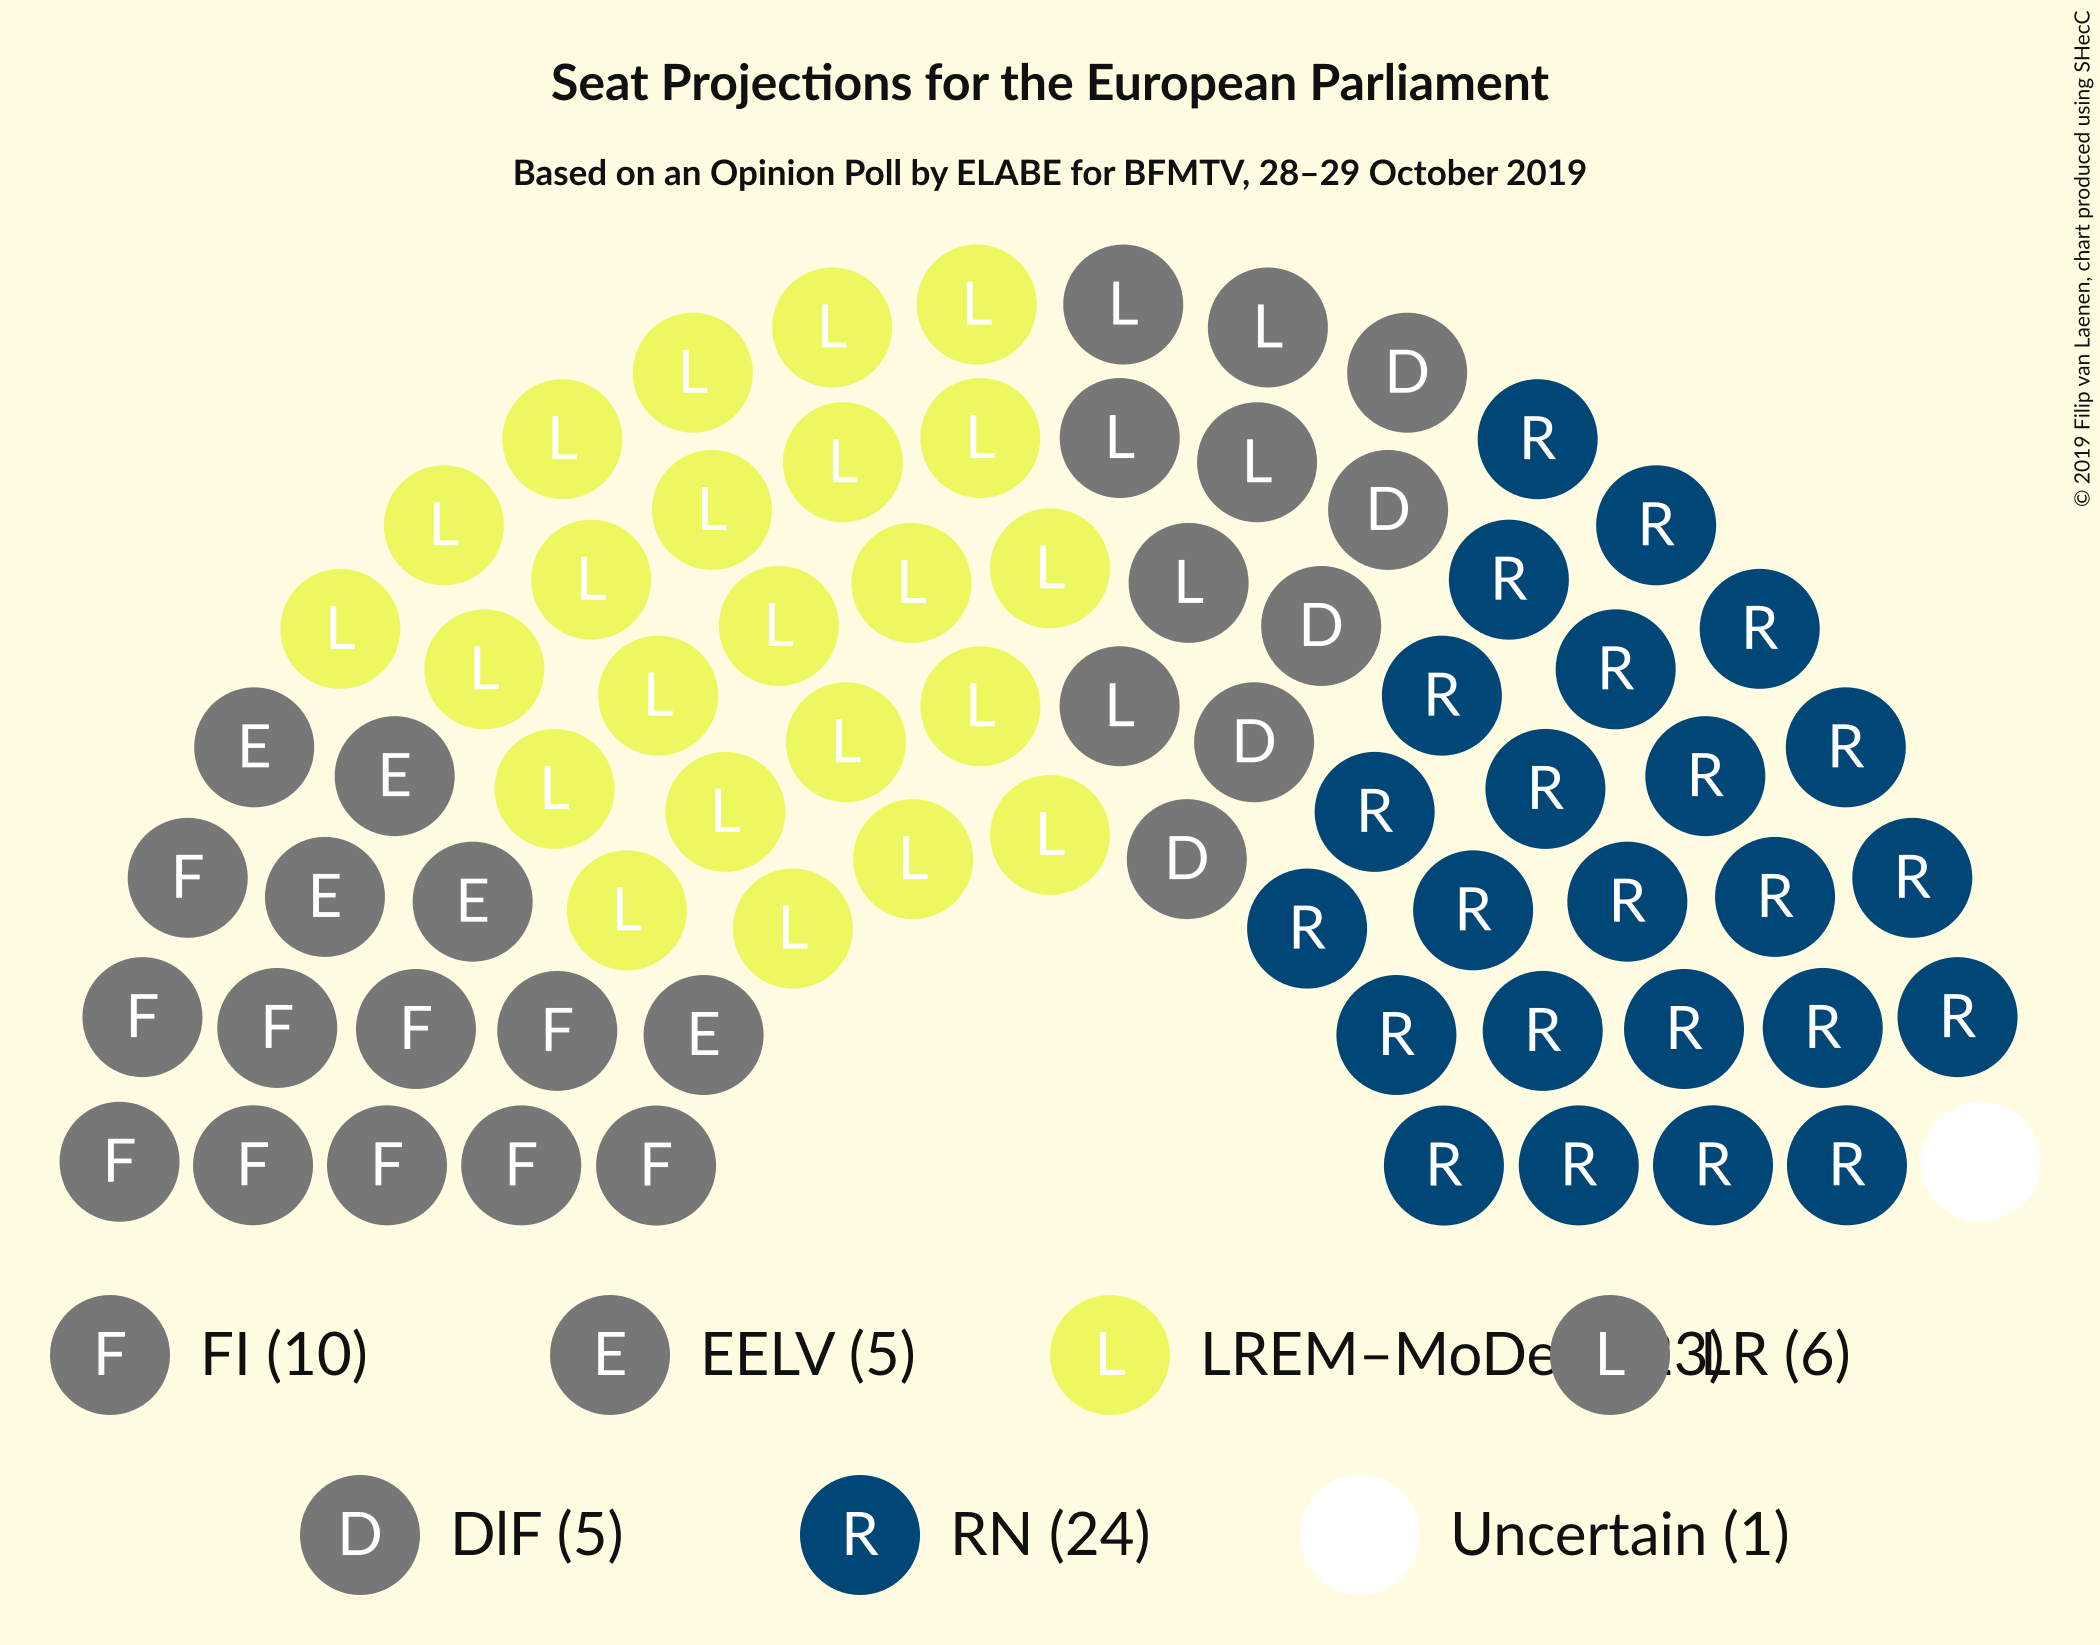 Seat Projections for the European Parliament
Based on an Opinion Poll by ELABE for BFMTV, 28–29 October 2019
© 2019 Filip van Laenen, chart produced using SHecC
L L
L L
L D
L L L R
L L
L L D R
L L L L R
L L D R
L L L L R R
E L D R
E L L R R R
F L L D R
E E L L R R R R
F F F F E R R R R R
F F F F F R R R R
F FI (10) E EELV (5) L LREM–MoDe 3) L LR (6)
D DIF (5) R RN (24) Uncertain (1)